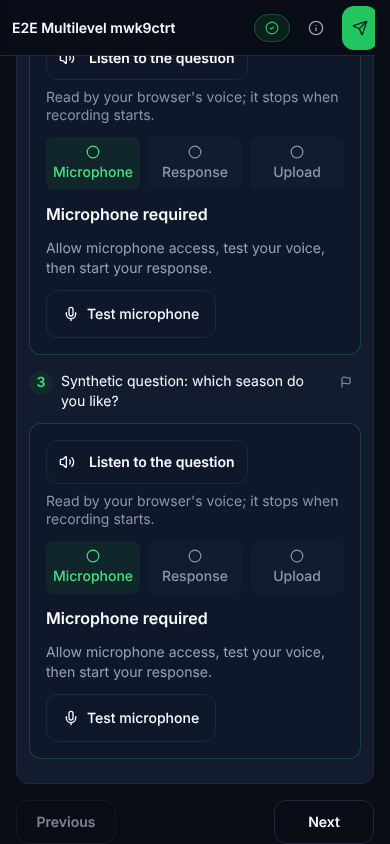 E2E Multilevel mwk9ctrt
Listen to the question
Read by your browser's voice; it stops when
recording starts.
Microphone
Response
Upload
Microphone required
Allow microphone access, test your voice,
then start your response.
Test microphone
3
Synthetic question: which season do
you like?
Listen to the question
Read by your browser's voice; it stops when
recording starts.
Microphone
Response
Upload
Microphone required
Allow microphone access, test your voice,
then start your response.
Test microphone
Previous
Next